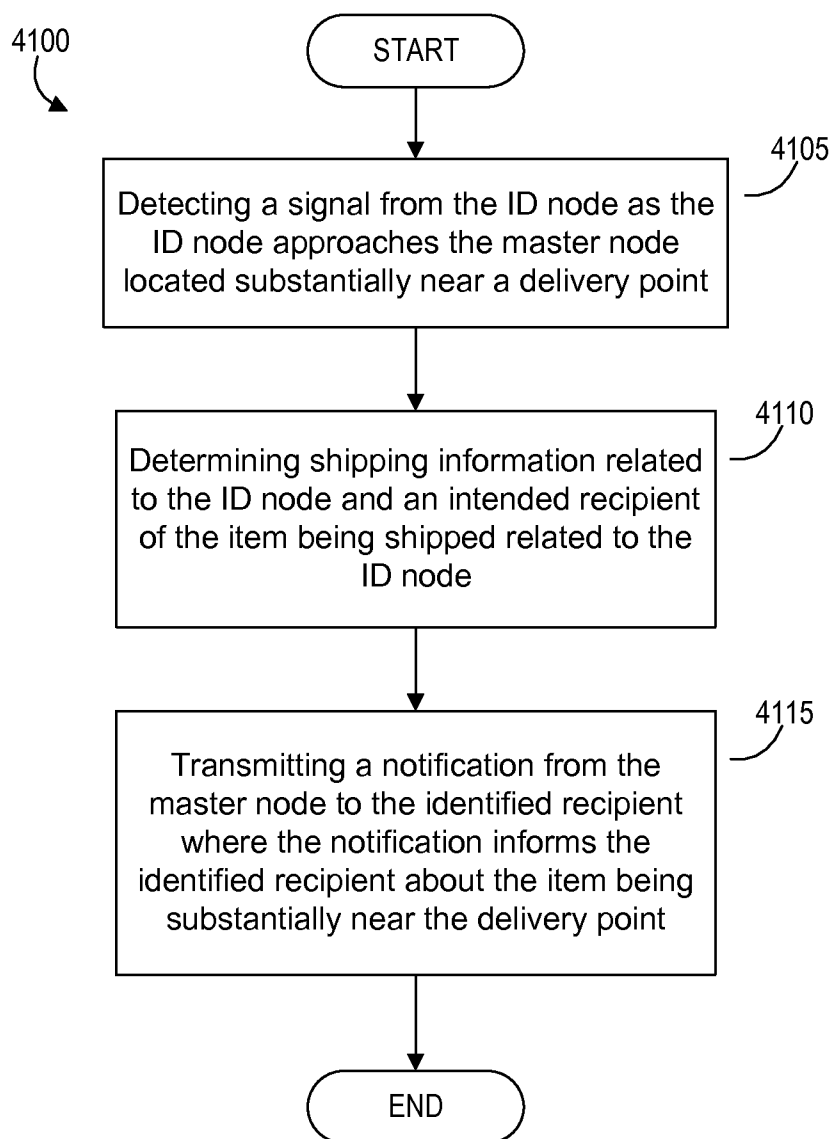 4100
START
4105
Detecting a signal from the ID node as the
ID node approaches the master node
located substantially near a delivery point
4110
Determining shipping information related
to the ID node and an intended recipient
of the item being shipped related to the
ID node
4115
Transmitting a notification from the
master node to the identified recipient
where the notification informs the
identified recipient about the item being
substantially near the delivery point
END